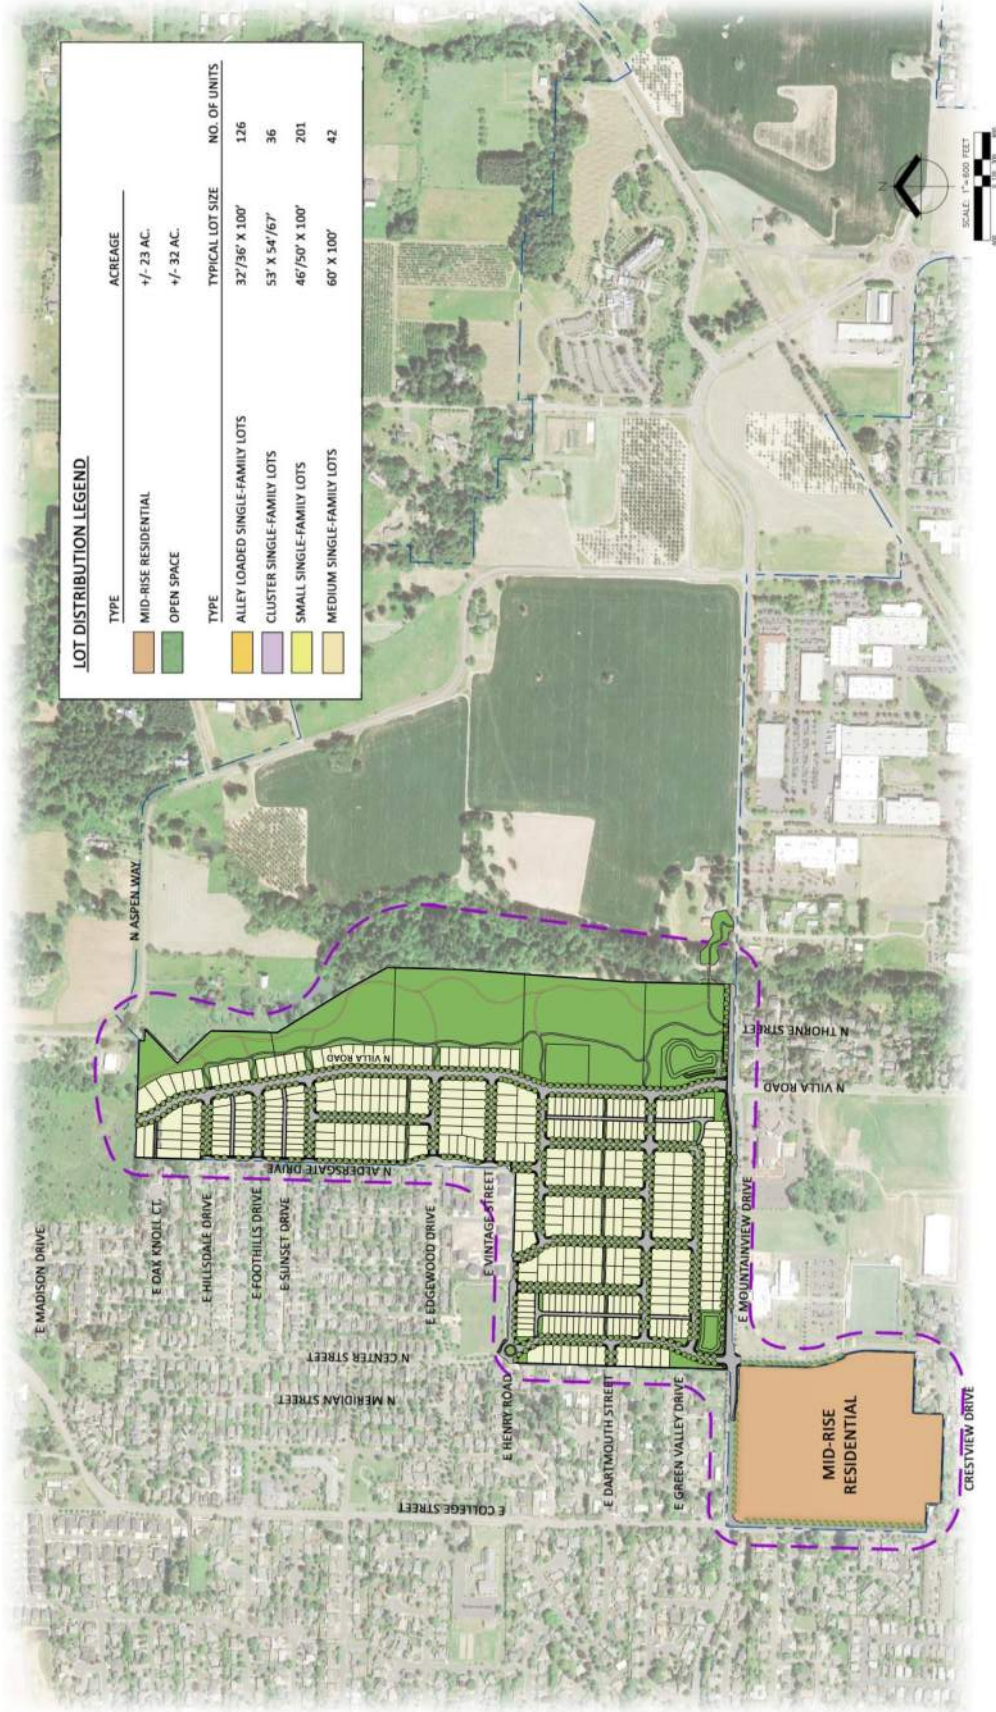 LOT DISTRIBUTION LEGEND
TYPE ACREAGE
MID-RISE RESIDENTIAL +/- 23 AC.
OPEN SPACE +/- 32 AC.
TYPE TYPICAL LOT SIZE NO. OF UNITS
ALLEY LOADED SINGLE-FAMILY LOTS 32'/36' X 100' 126
CLUSTER SINGLE-FAMILY LOTS 53' X 54'/67' 36
SMALL SINGLE-FAMILY LOTS 46'/50' X 100' 201
MEDIUM SINGLE-FAMILY LOTS 60' X 100' 42
E MADISON DRIVE
N ASPEN WAY
E OAK KNOLL CT.
E HILLSDALE DRIVE
E FOOTHILLS DRIVE
E SUNSET DRIVE
N ALDERSGATE DRIVE
N VILLA ROAD
E EDGEWOOD DRIVE
E VINTAGE STREET
N CENTER STREET
N MERIDIAN STREET
E HENRY ROAD
E COLLEGE STREET
E DARTMOUTH STREET
E GREEN VALLEY DRIVE
E MOUNTAINVIEW DRIVE
N THORNE STREET
N VILLA ROAD
MID-RISE
RESIDENTIAL
CRESTVIEW DRIVE
N
SCALE: 1"= 600 FEET